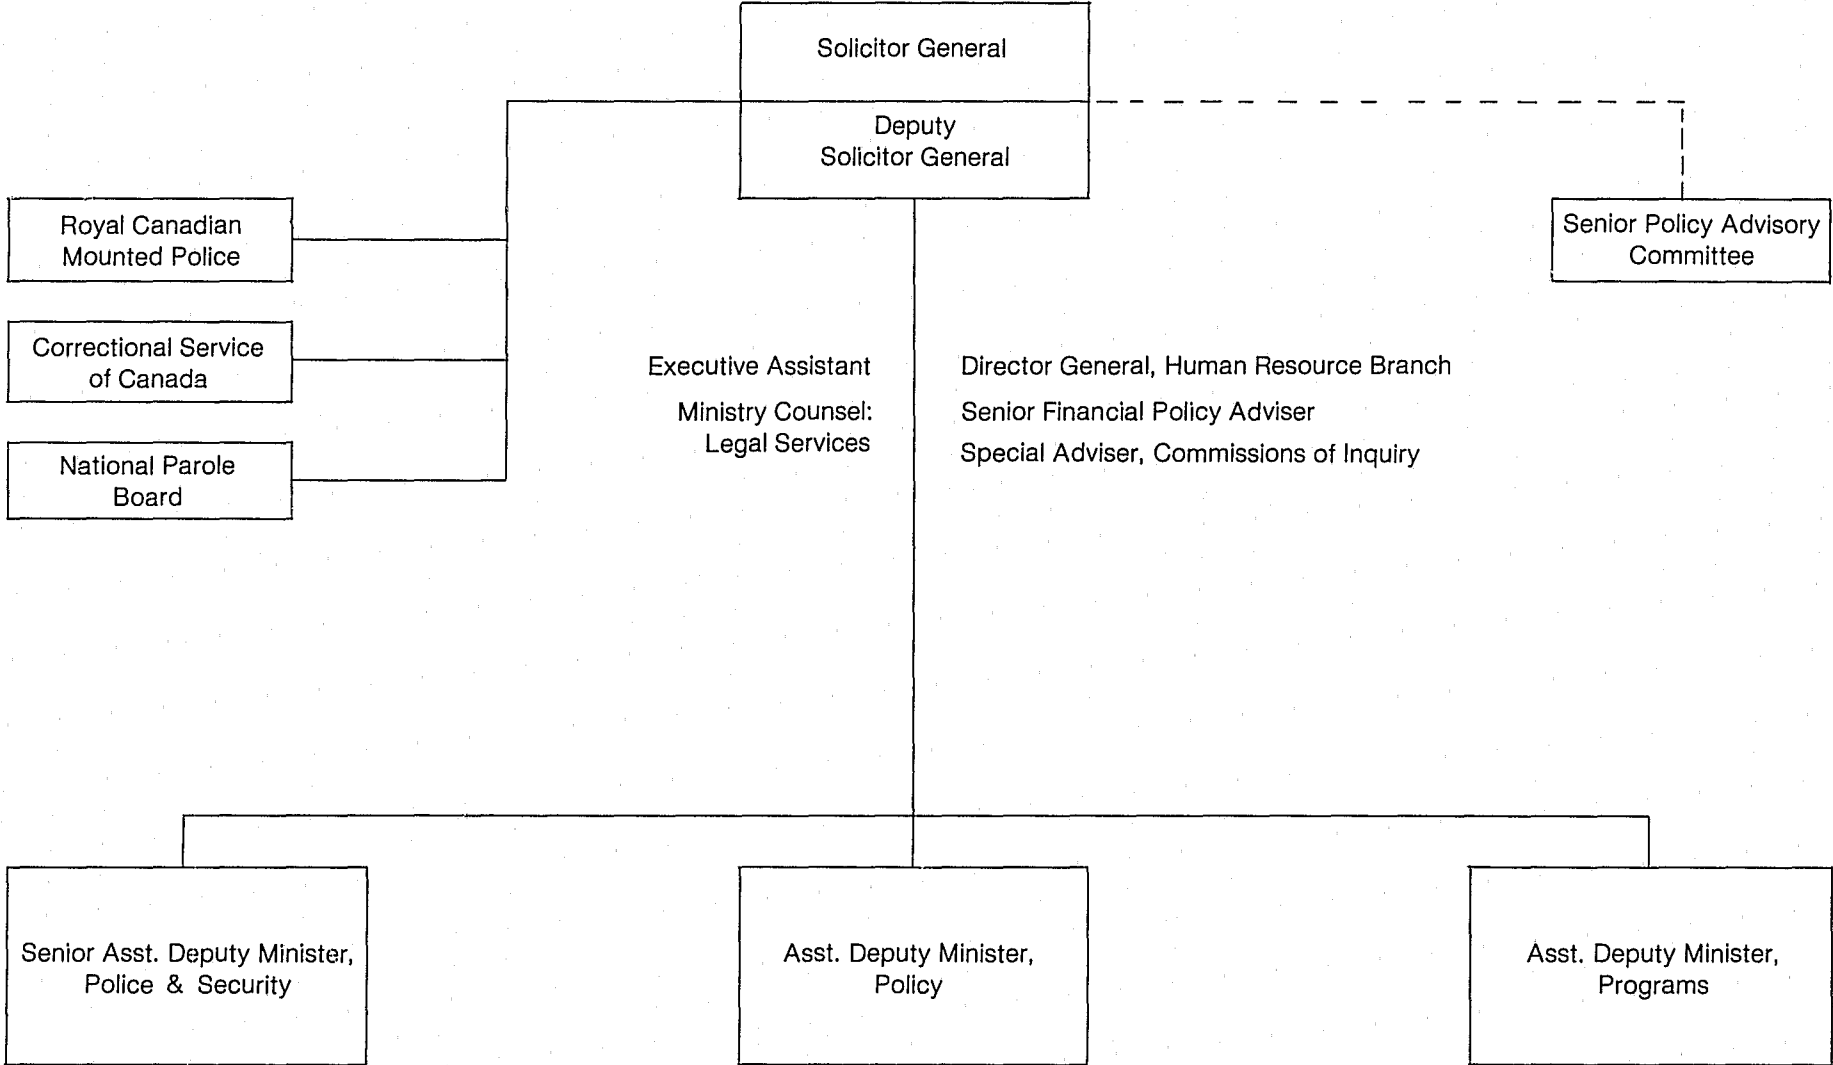 Solicitor General
Deputy
Solicitor General
Royal Canadian
Mounted Police
Senior Policy Advisory
Committee
Correctional Service
of Canada
National Parole
Board
Executive Assistant
Ministry Counsel:
Legal Services
Director General, Human Resource Branch
Senior Financial Policy Adviser
Special Adviser, Commissions of Inquiry
Senior Asst. Deputy Minister,
Police & Security
Asst. Deputy Minister,
Policy
Asst. Deputy Minister,
Programs